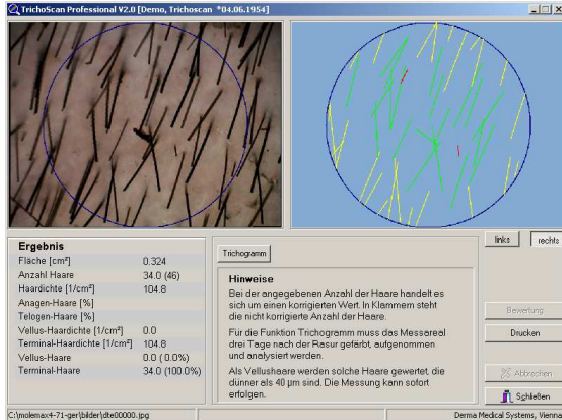 TrichoScan Professional V2.0 [Demo, Trichoscan *04.06.1954]
Ergebnis
Fläche [cm²] 0.324
Anzahl Haare 34.0 (46)
Haardichte [1/cm²] 104.8
Anagen-Haare [%]
Telogen-Haare [%]
Vellus-Haardichte [1/cm²] 0.0
Terminal-Haardichte [1/cm²] 104.8
Vellus-Haare 0.0 ( 0.0%)
Terminal-Haare 34.0 (100.0%)
Trichogramm
Hinweise
Bei der angegebenen Anzahl der Haare handelt es
sich um einen korrigierten Wert. In Klammern steht
die nicht korrigierte Anzahl der Haare.
Für die Funktion Trichogramm muss das Messareal
drei Tage nach der Rasur gefärbt, aufgenommen
und analysiert werden.
Als Vellushaare werden solche Haare gewertet, die
dünner als 40 µm sind. Die Messung kann sofort
erfolgen.
links rechts
Bewertung
Drucken
Abbrechen
Schließen
C:\molemax4-71-ger\bilder\dte00000.jpg
Derma Medical Systems, Vienna